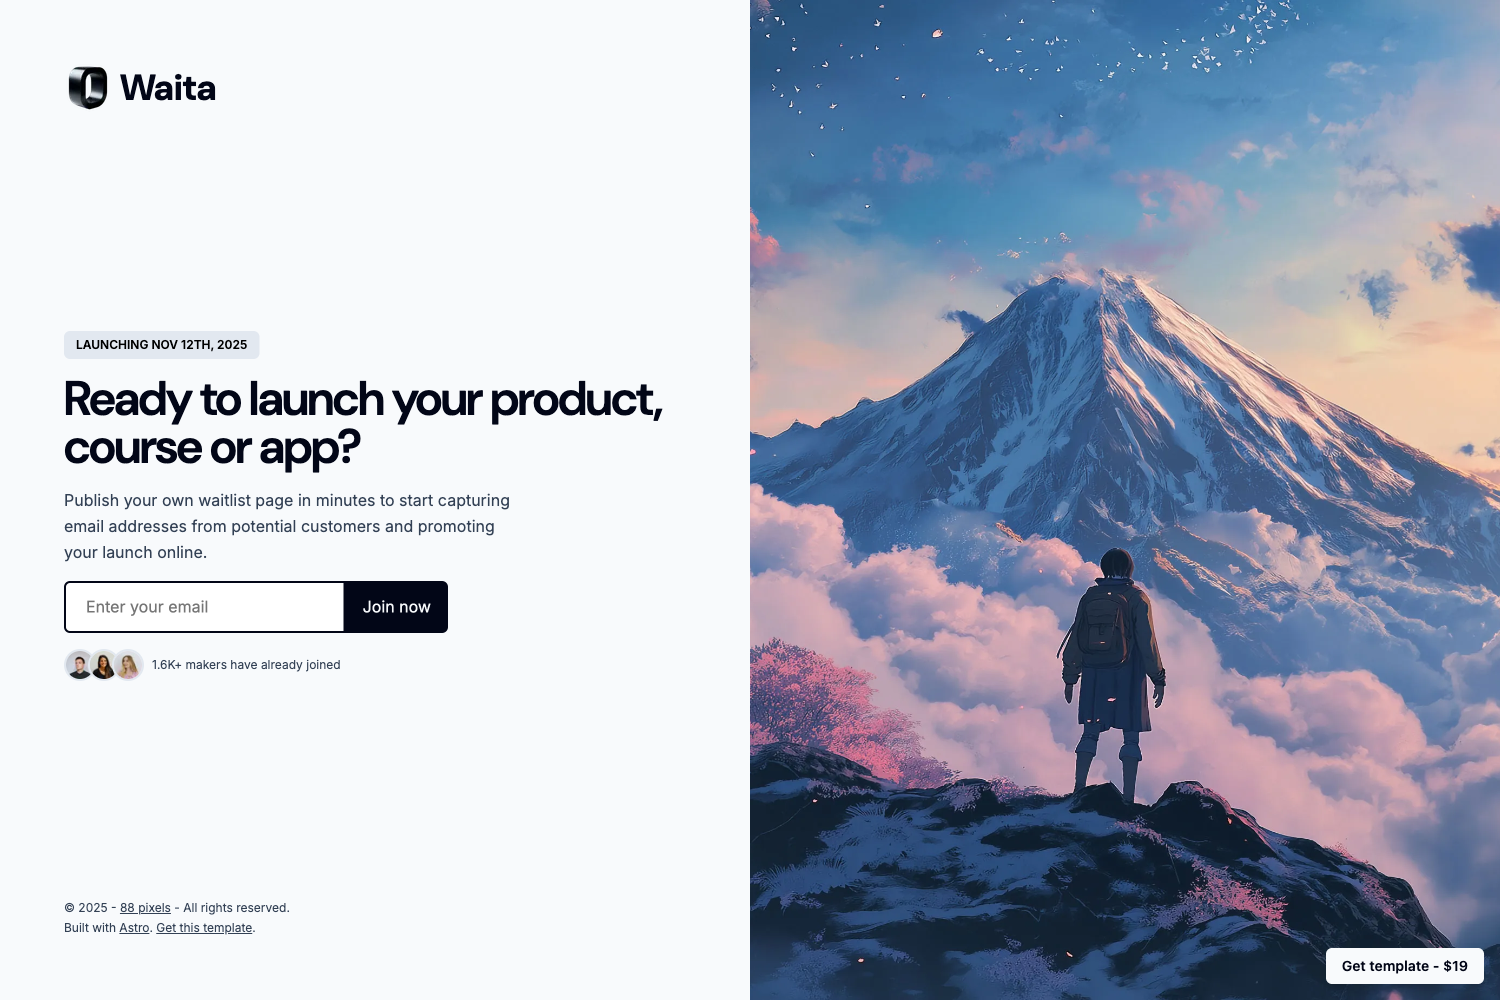 Waita
LAUNCHING NOV 12TH, 2025
Ready to launch your product,
course or app?
Publish your own waitlist page in minutes to start capturing
email addresses from potential customers and promoting
your launch online.
Enter your email
Join now
1.6K+ makers have already joined
© 2025 - 88 pixels - All rights reserved.
Built with Astro. Get this template.
Get template - $19